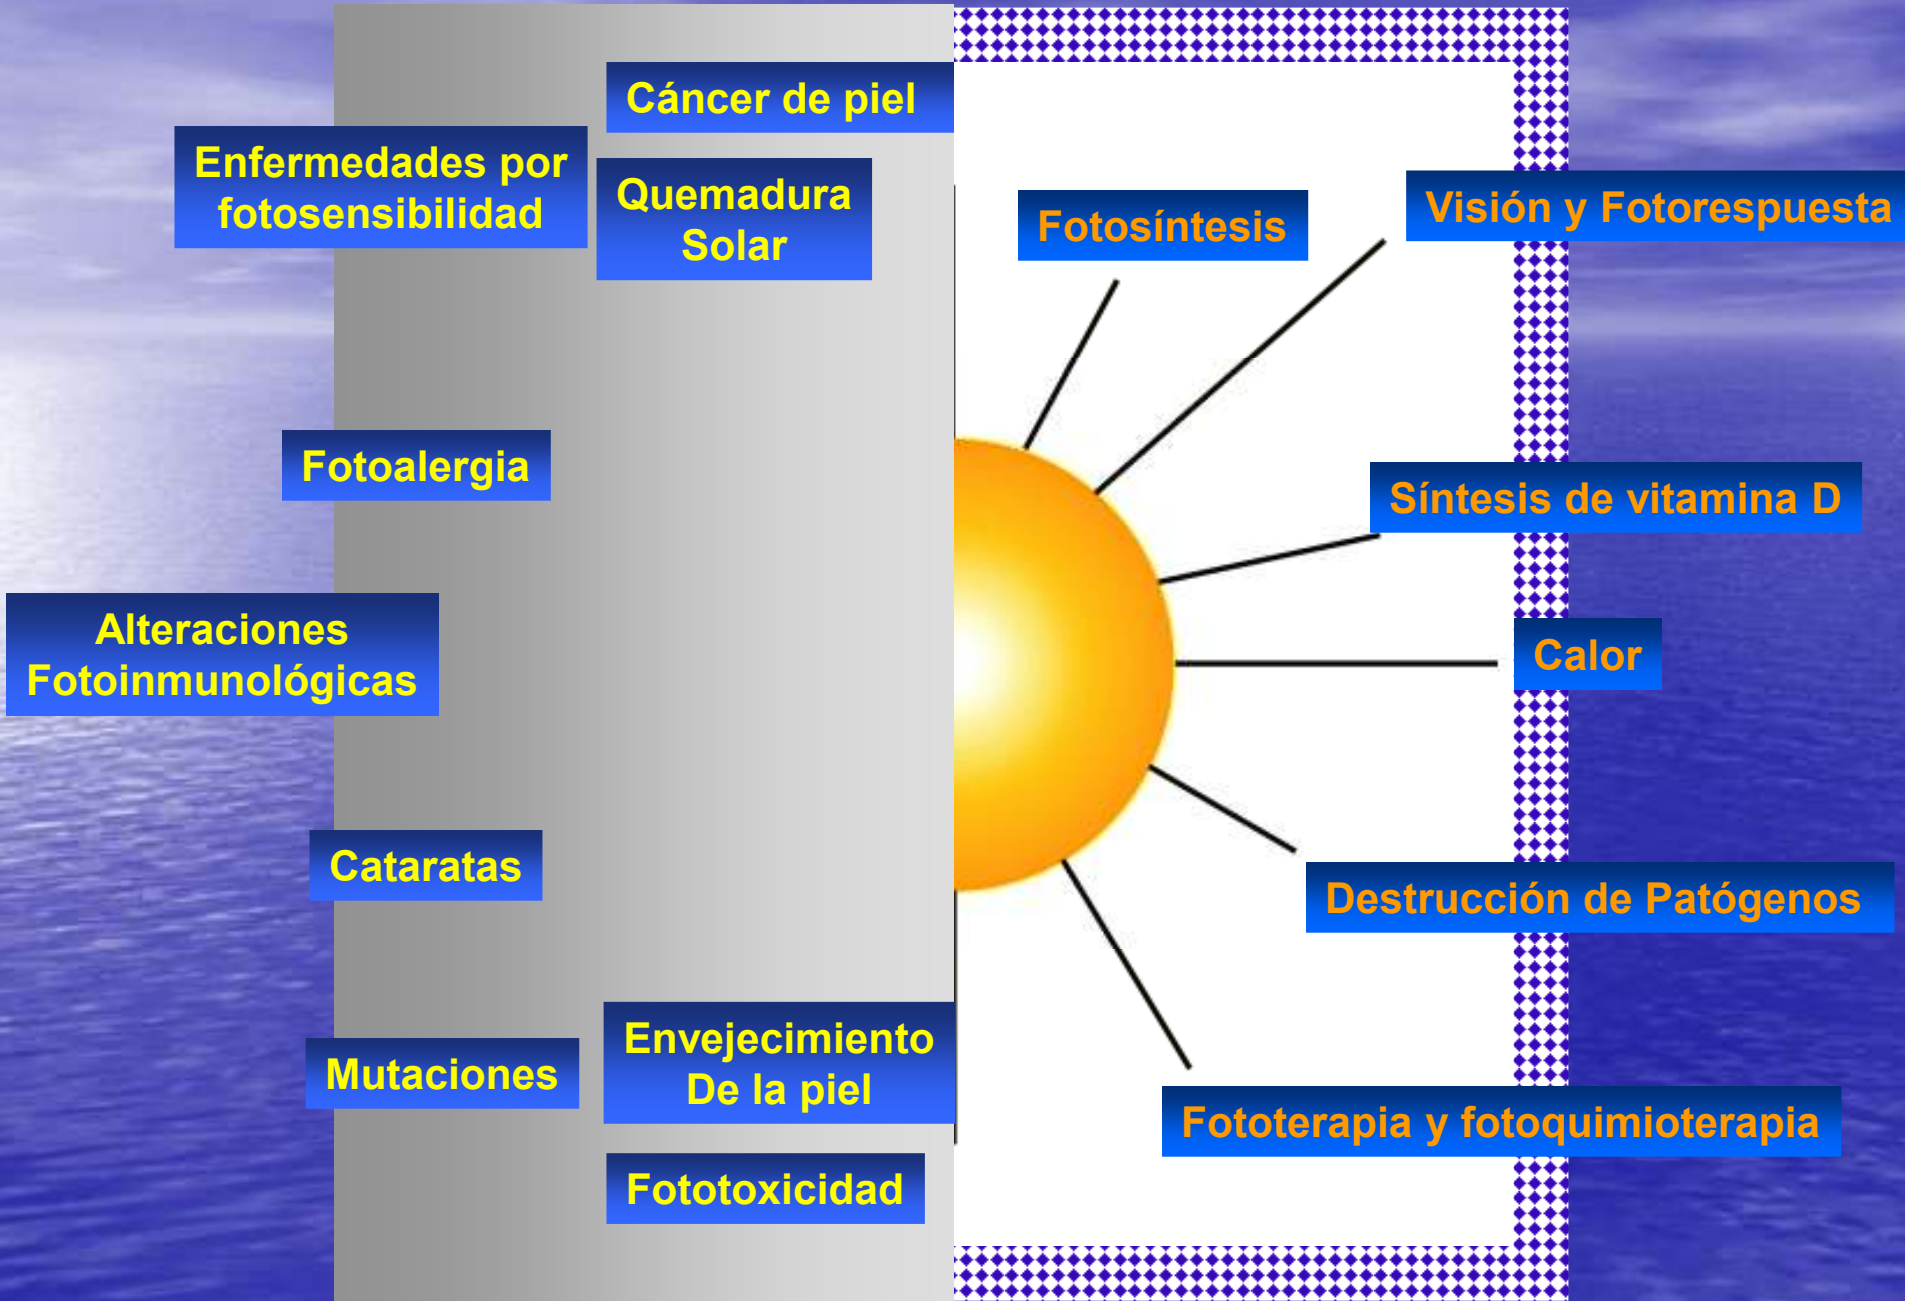 Cáncer de piel
Enfermedades por
fotosensibilidad
Quemadura
Solar
Fotoalergia
Alteraciones
Fotoinmunológicas
Cataratas
Mutaciones
Envejecimiento
De la piel
Fototoxicidad
Fotosíntesis
Visión y Fotorespuesta
Síntesis de vitamina D
Calor
Destrucción de Patógenos
Fototerapia y fotoquimioterapia